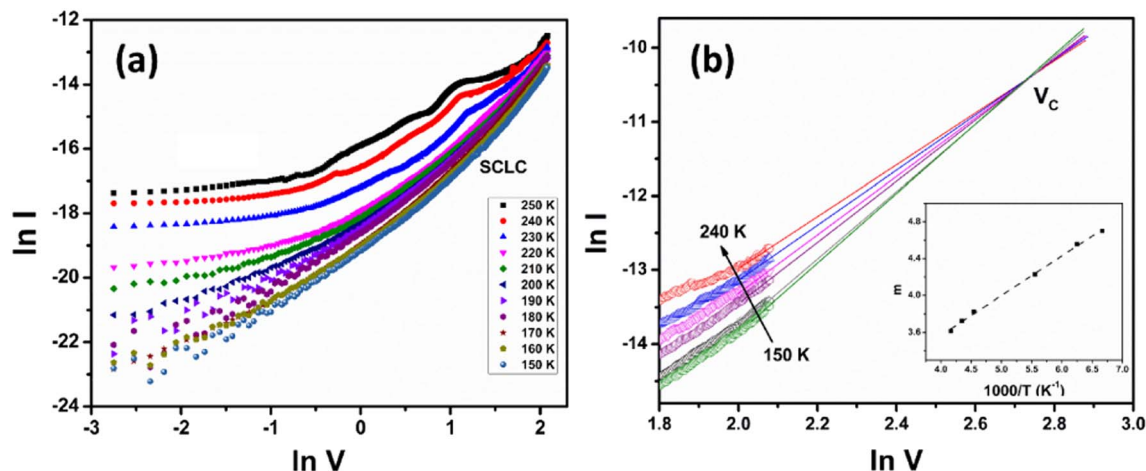 (a)
-12
-14
-16
-18
-20
-22
-24
ln I
-3
-2
-1
0
1
2
ln V
SCLC
250 K
240 K
230 K
220 K
210 K
200 K
190 K
180 K
170 K
160 K
150 K
(b)
-10
-11
-12
-13
-14
ln I
1.8
2.0
2.2
2.4
2.6
2.8
3.0
ln V
V_C
240 K
150 K
4.8
4.2
3.6
m
4.0
4.5
5.0
5.5
6.0
6.5
7.0
1000/T (K⁻¹)